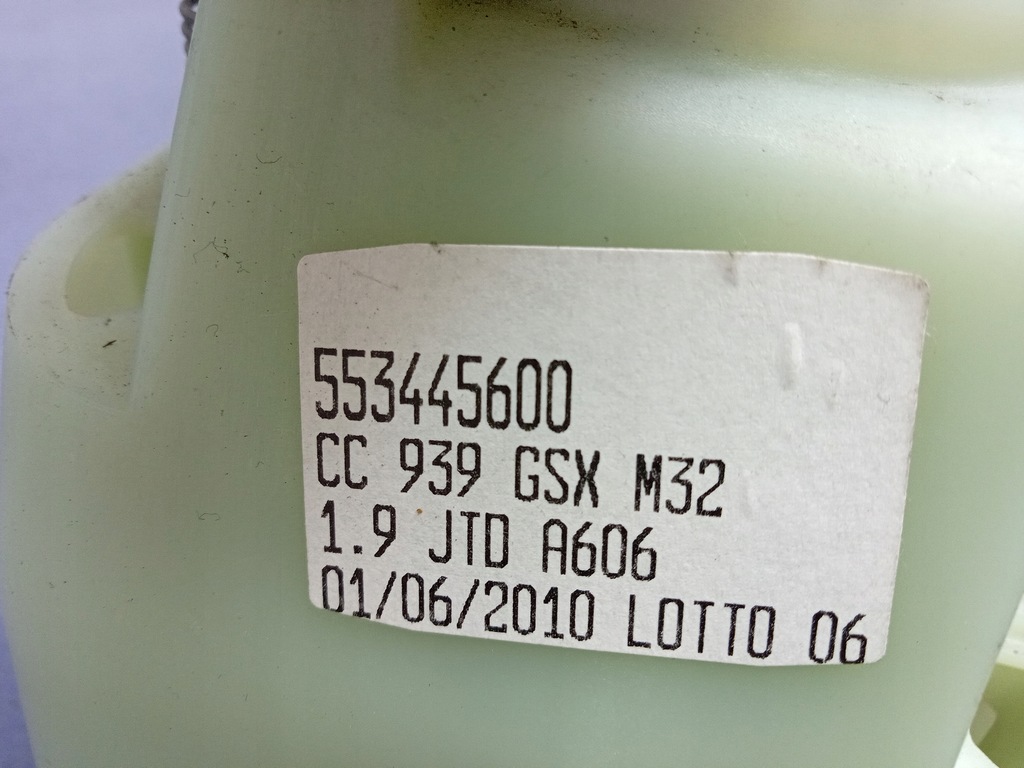 553445600
CC 939 GSX M32
1.9 JTD A606
01/06/2010 LOTTO 06